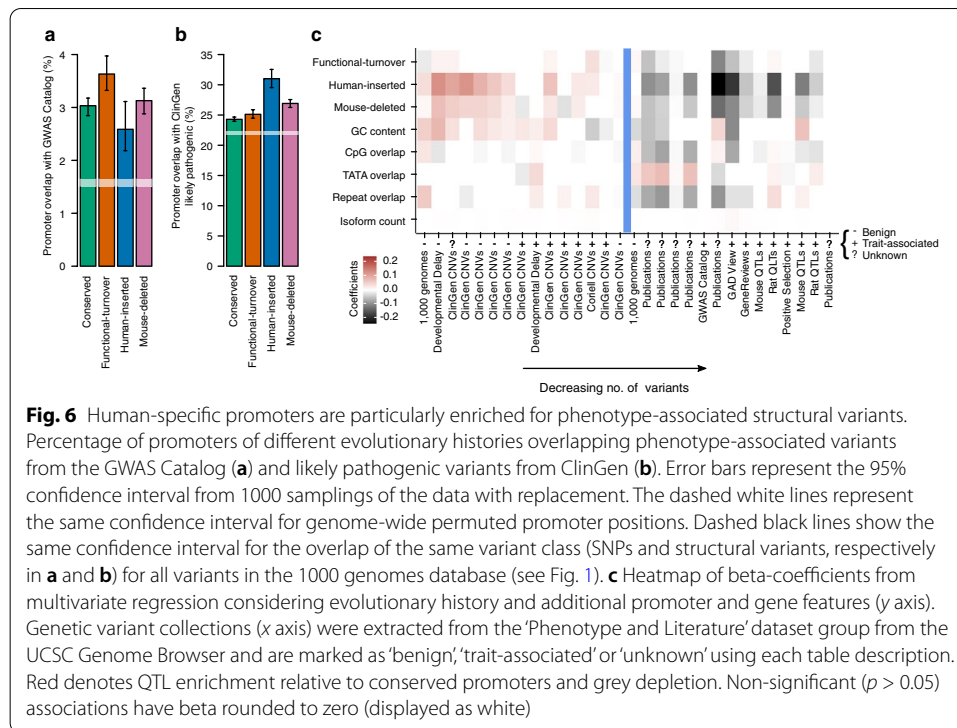 a
Promoter overlap with GWAS Catalog (%)
4
3
2
1
0
Conserved
Functional-turnover
Human-inserted
Mouse-deleted
b
Promoter overlap with ClinGen
likely pathogenic (%)
35
30
25
22
15
10
5
0
Conserved
Functional-turnover
Human-inserted
Mouse-deleted
c
Functional-turnover
Human-inserted
Mouse-deleted
GC content
CpG overlap
TATA overlap
Repeat overlap
Isoform count
- - ? - - - - + + + + + + - - ? ? ? ? + ? + + + + + + + ?
{ - Benign
+ Trait-associated
? Unknown
Coefficients
0.2
0.1
0.0
-0.1
-0.2
1,000 genomes
Developmental Delay
ClinGen CNVs
ClinGen CNVs
ClinGen CNVs
ClinGen CNVs
ClinGen CNVs
ClinGen CNVs
Developmental Delay
ClinGen CNVs
ClinGen CNVs
ClinGen CNVs
Coriell CNVs
ClinGen CNVs
ClinGen CNVs
1,000 genomes
Publications
Publications
Publications
Publications
GWAS Catalog
Publications
GAD View
GeneReviews
Mouse QTLs
Rat QLTs
Positive Selection
Mouse QTLs
Rat QTLs
Publications
Decreasing no. of variants
Fig. 6 Human-specific promoters are particularly enriched for phenotype-associated structural variants.
Percentage of promoters of different evolutionary histories overlapping phenotype-associated variants
from the GWAS Catalog (a) and likely pathogenic variants from ClinGen (b). Error bars represent the 95%
confidence interval from 1000 samplings of the data with replacement. The dashed white lines represent
the same confidence interval for genome-wide permuted promoter positions. Dashed black lines show the
same confidence interval for the overlap of the same variant class (SNPs and structural variants, respectively
in a and b) for all variants in the 1000 genomes database (see Fig. 1). c Heatmap of beta-coefficients from
multivariate regression considering evolutionary history and additional promoter and gene features (y axis).
Genetic variant collections (x axis) were extracted from the 'Phenotype and Literature' dataset group from the
UCSC Genome Browser and are marked as 'benign', 'trait-associated' or 'unknown' using each table description.
Red denotes QTL enrichment relative to conserved promoters and grey depletion. Non-significant (p > 0.05)
associations have beta rounded to zero (displayed as white)